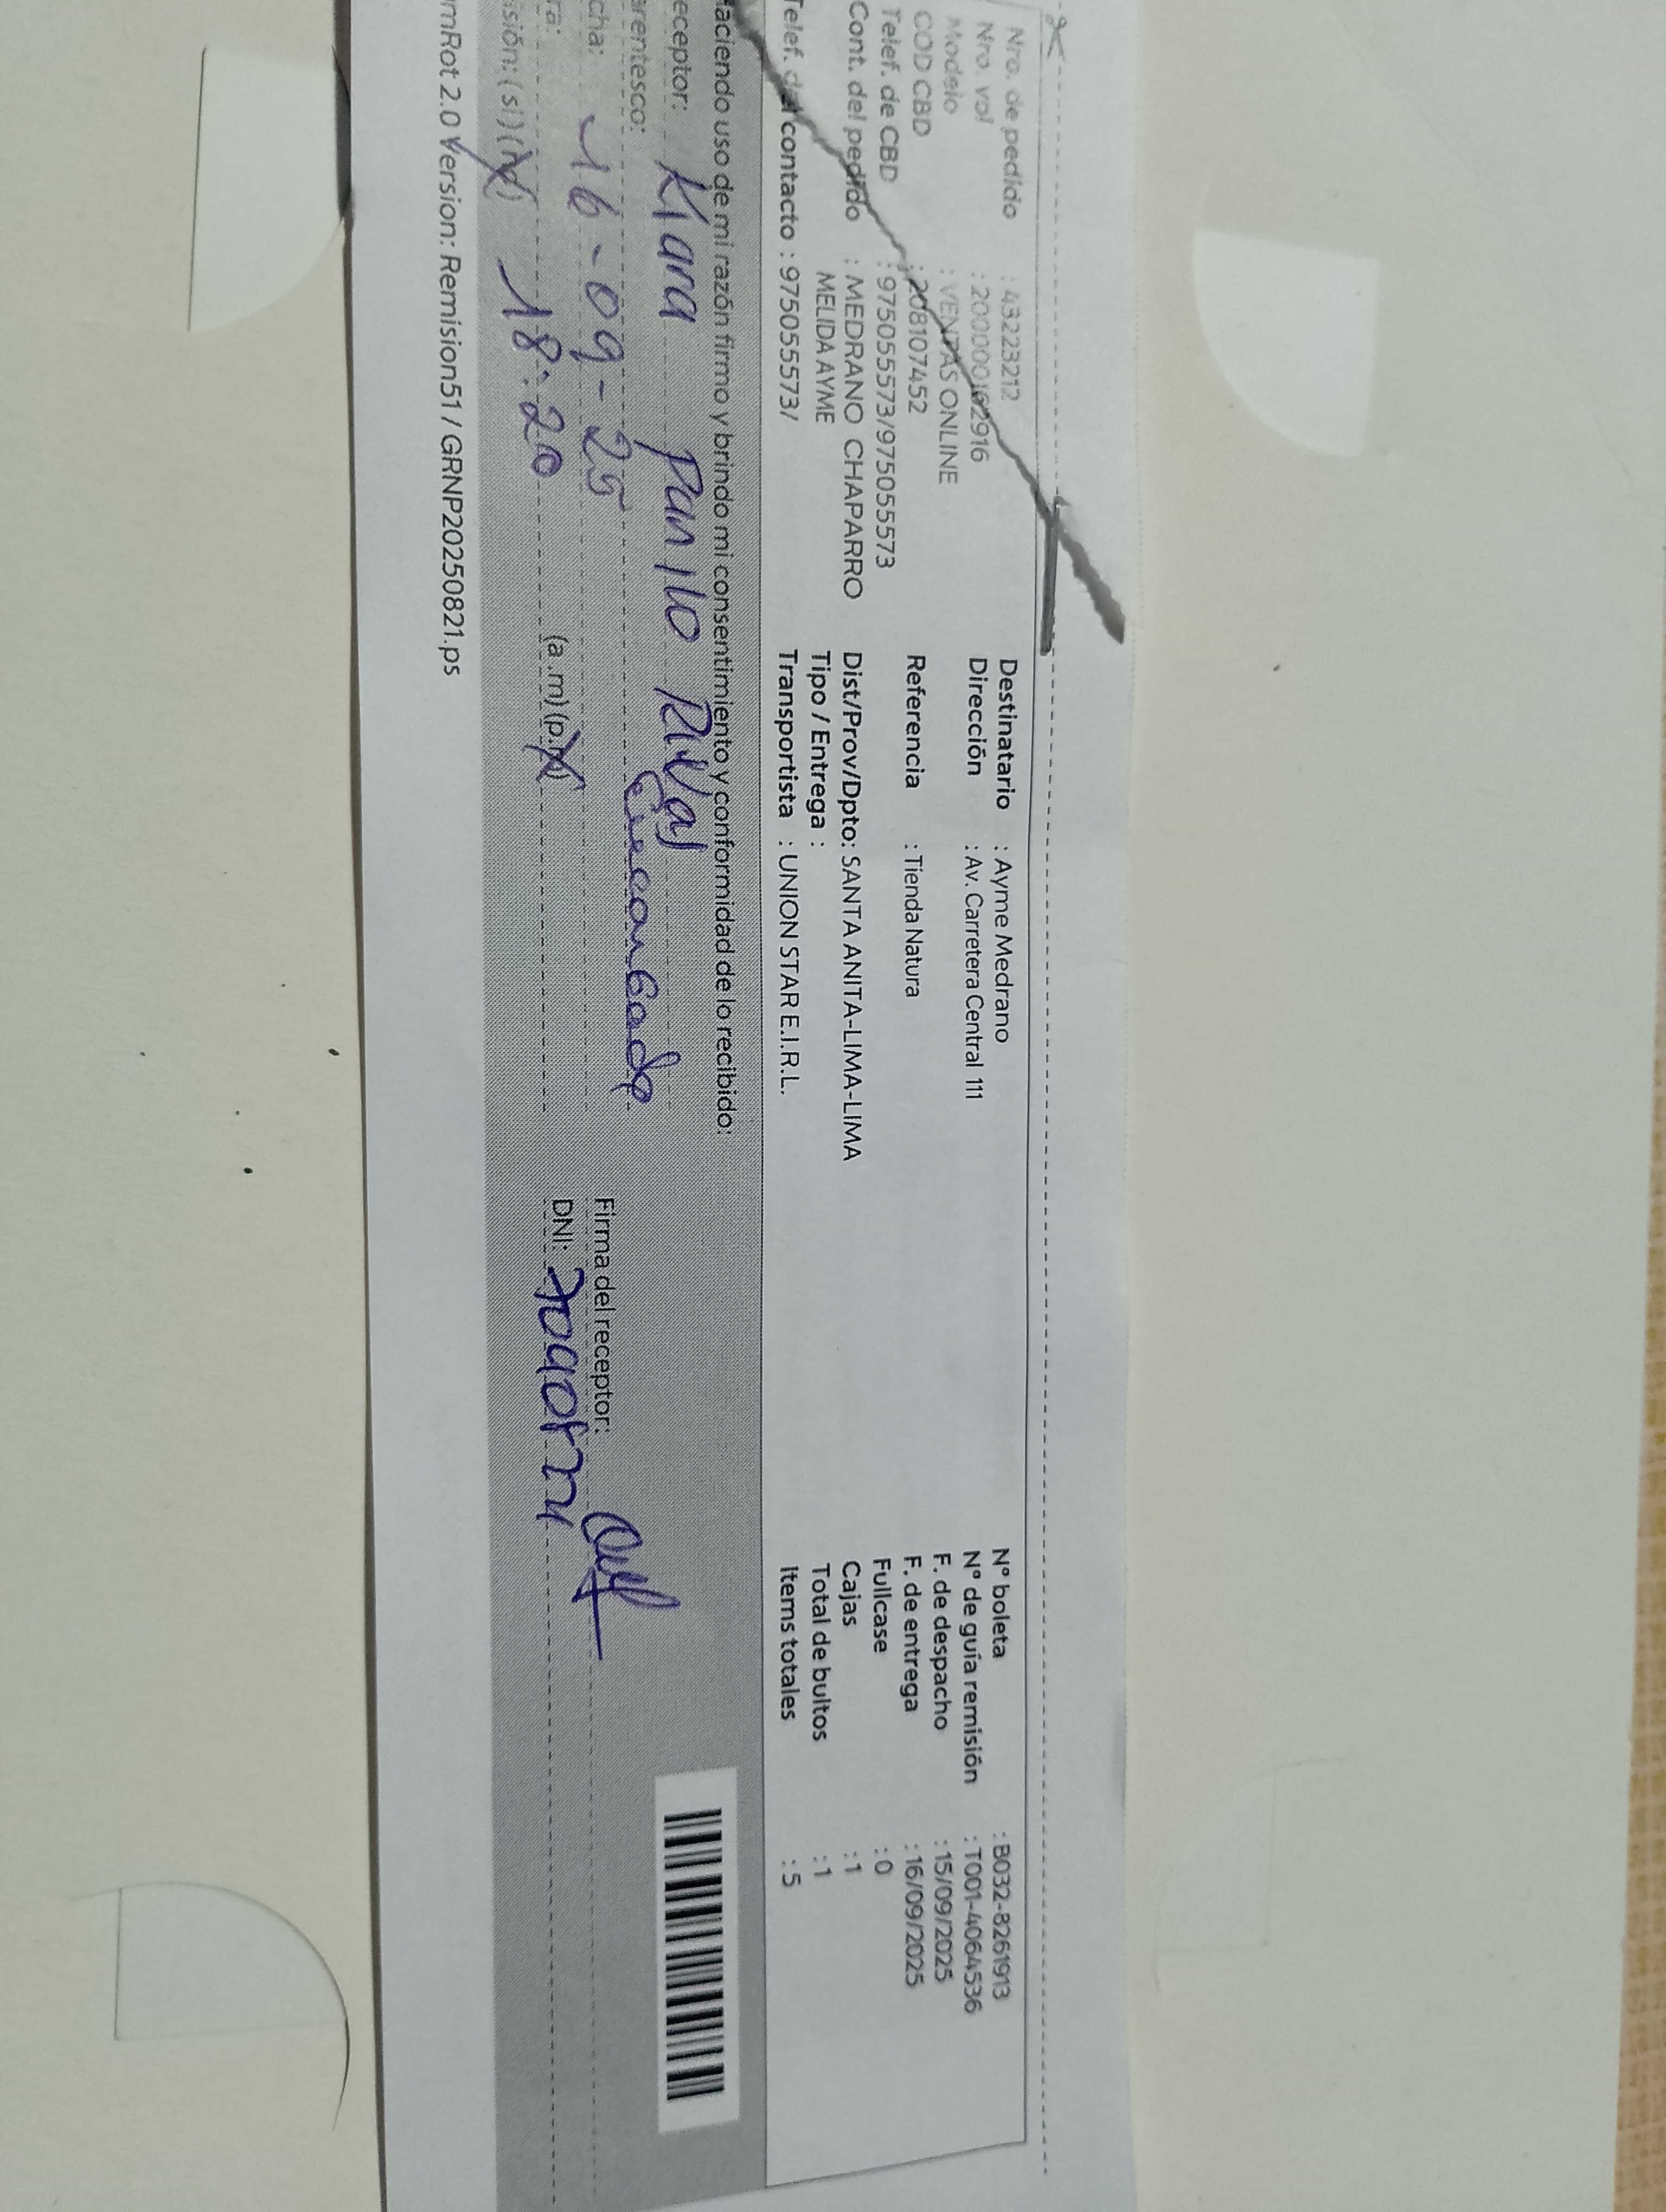 Nro. de pedido : 43223212
Nro. vol : 2000000162916
Modelo : VENTAS ONLINE
COD CBD : 208107452
Telef. de CBD : 975055573/975055573
Cont. del pedido : MEDRANO CHAPARRO
MELIDA AYME
Telef. del contacto : 975055573/
Destinatario : Ayme Medrano
Dirección : Av. Carretera Central 111
Referencia : Tienda Natura
Dist/Prov/Dpto: SANTA ANITA-LIMA-LIMA
Tipo / Entrega :
Transportista : UNION STAR E.I.R.L.
N° boleta : B032-8261913
N° de guía remisión : T001-4064536
F. de despacho : 15/09/2025
F. de entrega : 16/09/2025
Fullcase : 0
Cajas : 1
Total de bultos : 1
Items totales : 5
aciendo uso de mi razón firmo y brindo mi consentimiento y conformidad de lo recibido:
eceptor: Kiara
arentesco:
cha: 16-09-25
ra: 18:20 (a.m)(p.m)
isión: (si)(no)
Firma del receptor:
DNI:
mRot 2.0 Version: Remision51 / GRNP20250821.ps